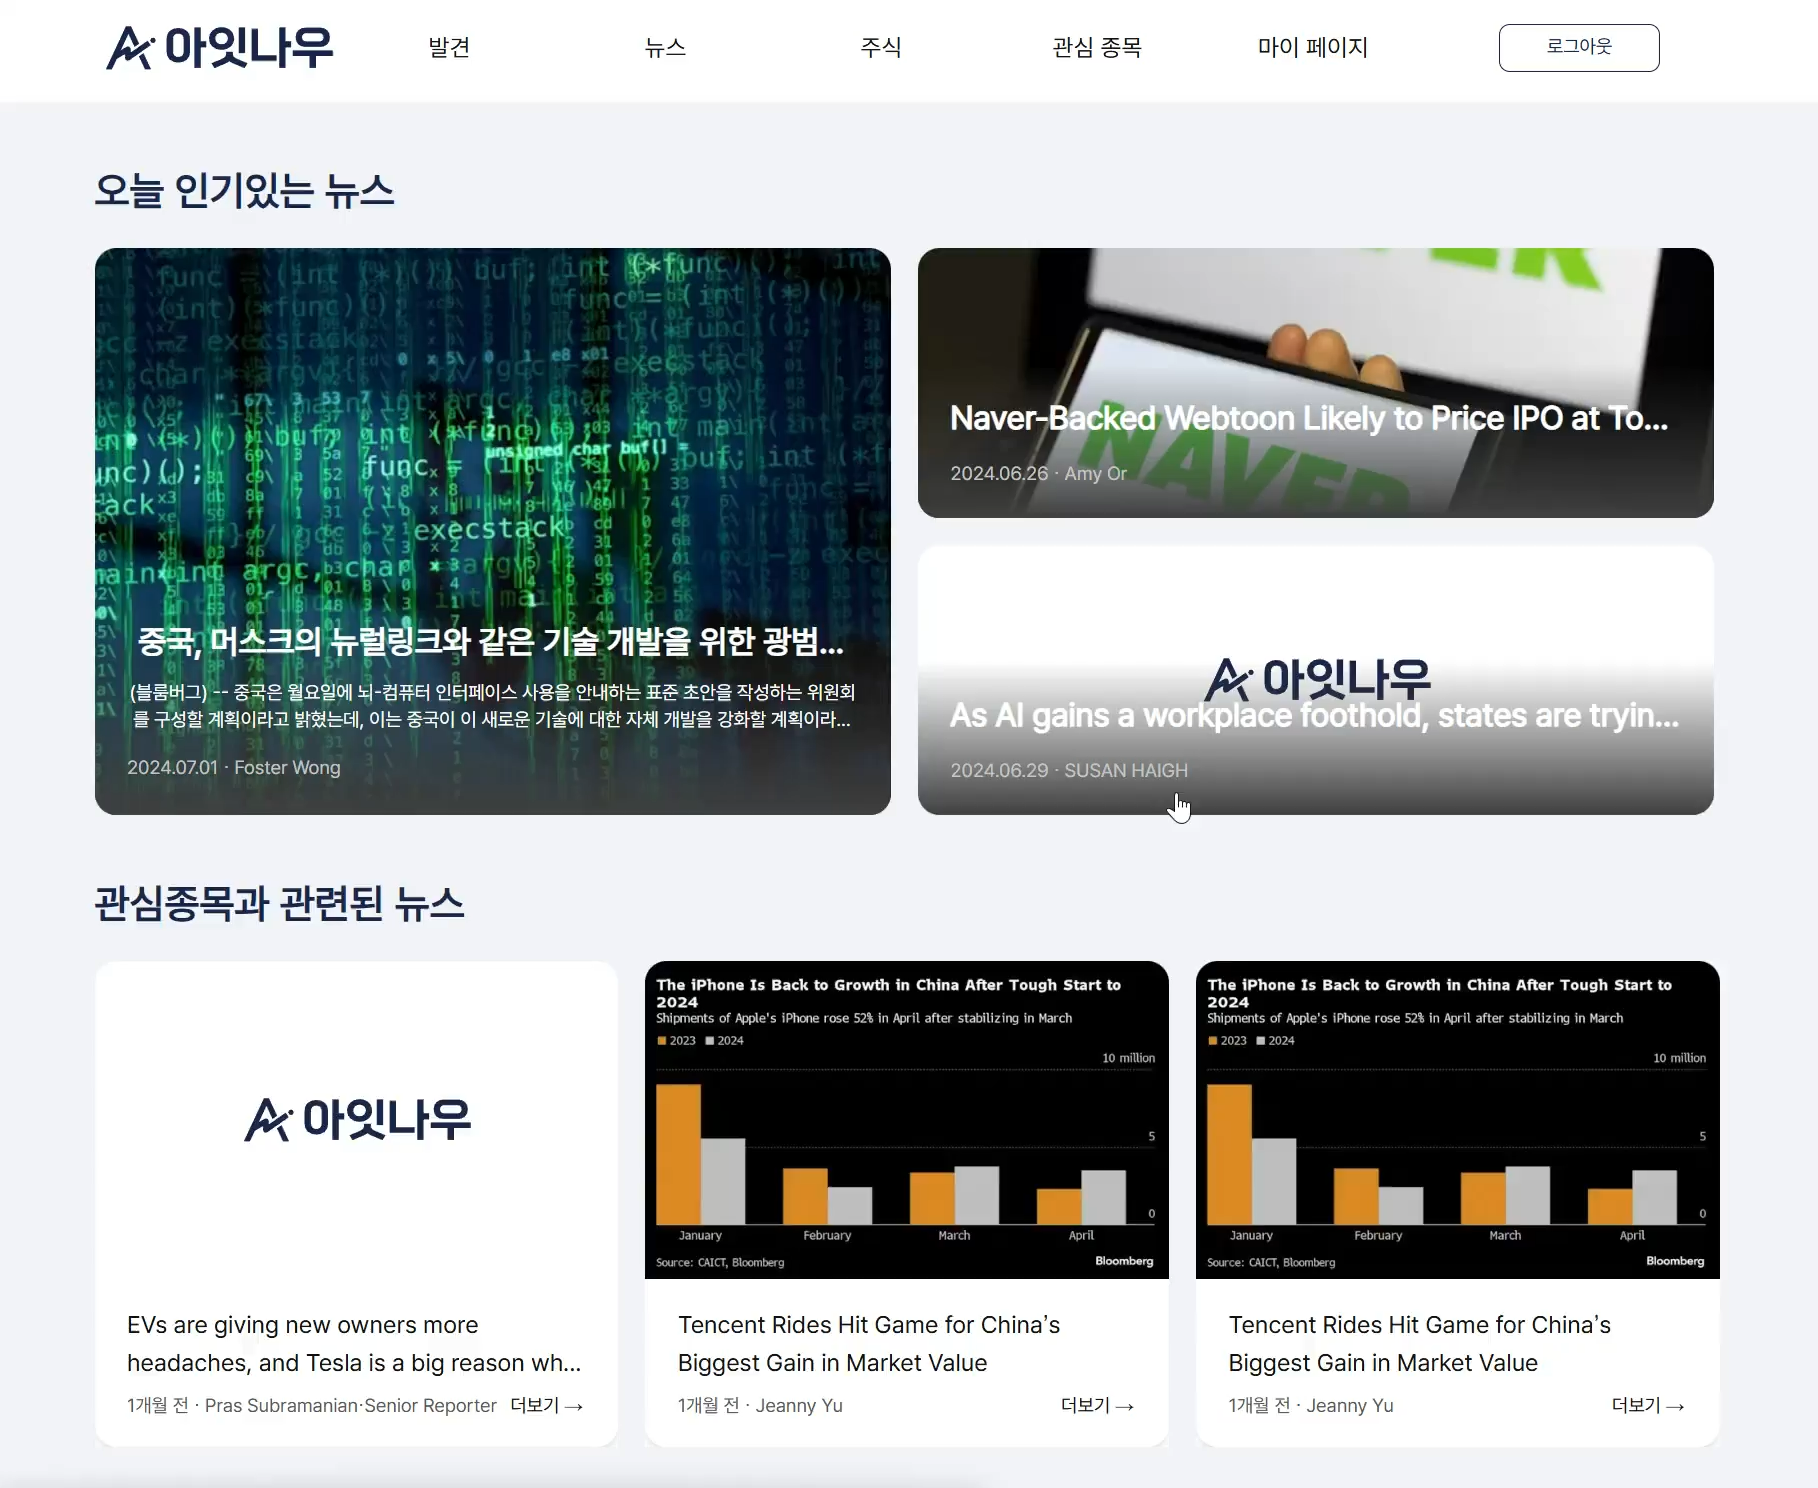 아잇나우
발견
뉴스
주식
관심 종목
마이 페이지
로그아웃
오늘 인기있는 뉴스
중국, 머스크의 뉴럴링크와 같은 기술 개발을 위한 광범...
(블룸버그) -- 중국은 월요일에 뇌-컴퓨터 인터페이스 사용을 안내하는 표준 초안을 작성하는 위원회
를 구성할 계획이라고 밝혔는데, 이는 중국이 이 새로운 기술에 대한 자체 개발을 강화할 계획이라...
2024.07.01 · Foster Wong
Naver-Backed Webtoon Likely to Price IPO at To...
2024.06.26 · Amy Or
NAVER
아잇나우
As AI gains a workplace foothold, states are tryin...
2024.06.29 · SUSAN HAIGH
관심종목과 관련된 뉴스
아잇나우
EVs are giving new owners more
headaches, and Tesla is a big reason wh...
1개월 전 · Pras Subramanian·Senior Reporter 더보기 →
The iPhone Is Back to Growth in China After Tough Start to
2024
Shipments of Apple's iPhone rose 52% in April after stabilizing in March
2023 2024
10 million
5
0
January February March April
Source: CAICT, Bloomberg
Bloomberg
Tencent Rides Hit Game for China's
Biggest Gain in Market Value
1개월 전 · Jeanny Yu 더보기 →
The iPhone Is Back to Growth in China After Tough Start to
2024
Shipments of Apple's iPhone rose 52% in April after stabilizing in March
2023 2024
10 million
5
0
January February March April
Source: CAICT, Bloomberg
Bloomberg
Tencent Rides Hit Game for China's
Biggest Gain in Market Value
1개월 전 · Jeanny Yu 더보기 →